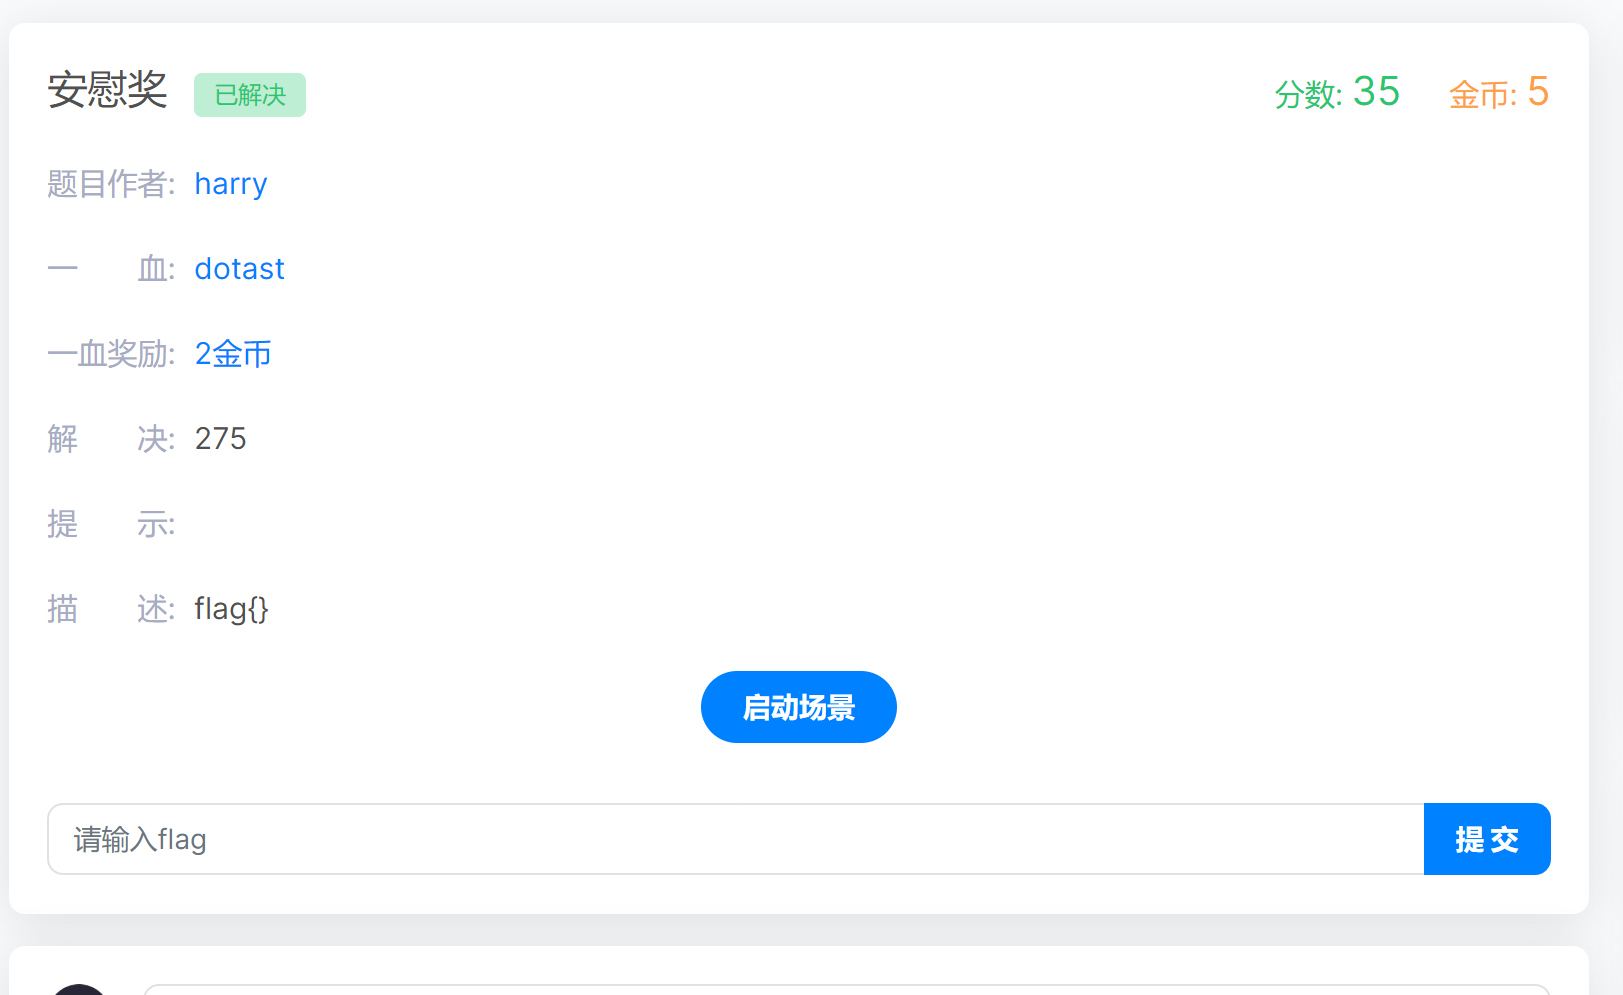 安慰奖 已解决 分数: 35 金币: 5
题目作者: harry
一 血: dotast
一血奖励: 2金币
解 决: 275
提 示:
描 述: flag{}
启动场景
请输入flag 提 交